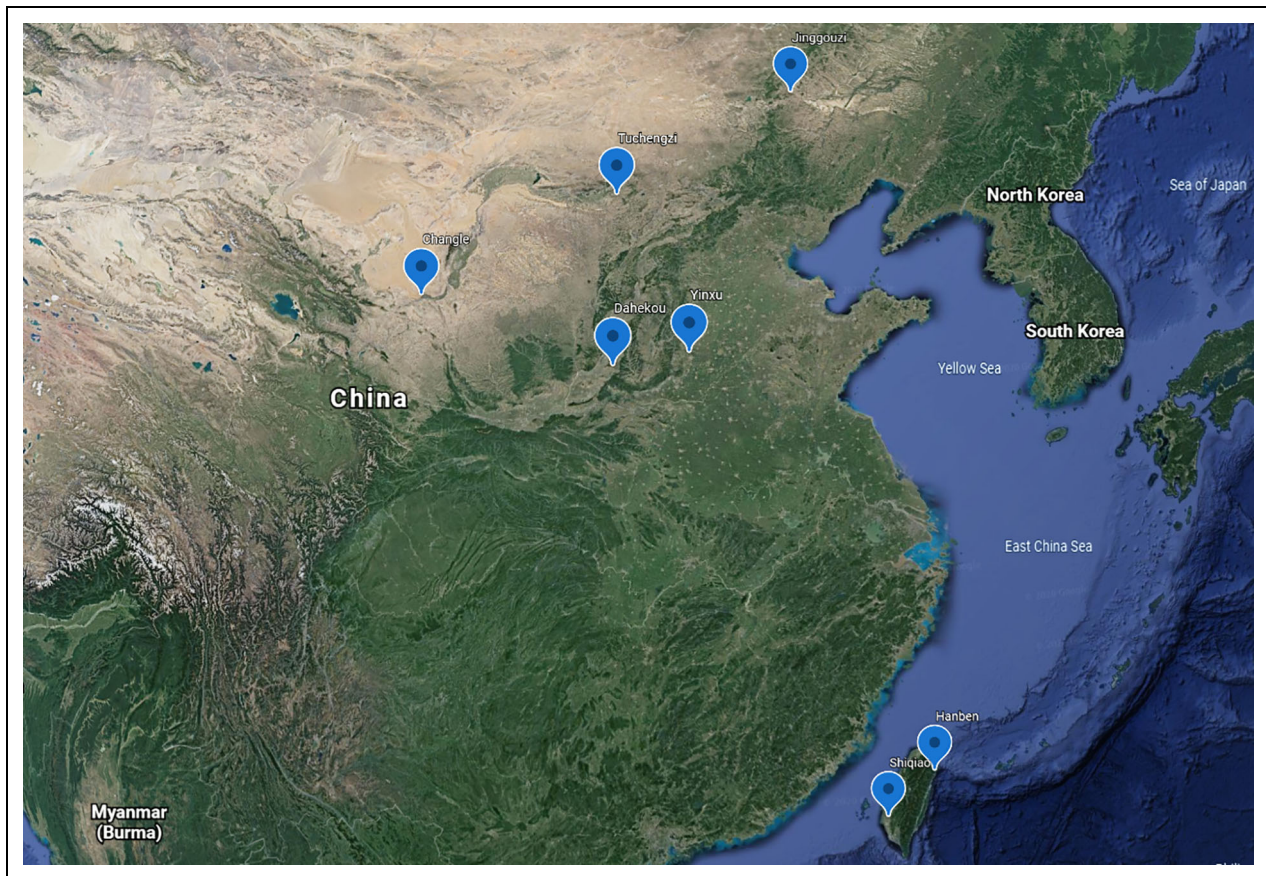 Jinggouzi
Tuchengzi
Sea of Japan
North Korea
Changle
Yinxu
Dahekou
South Korea
Yellow Sea
China
East China Sea
Hanben
Shiqiao
Myanmar
(Burma)